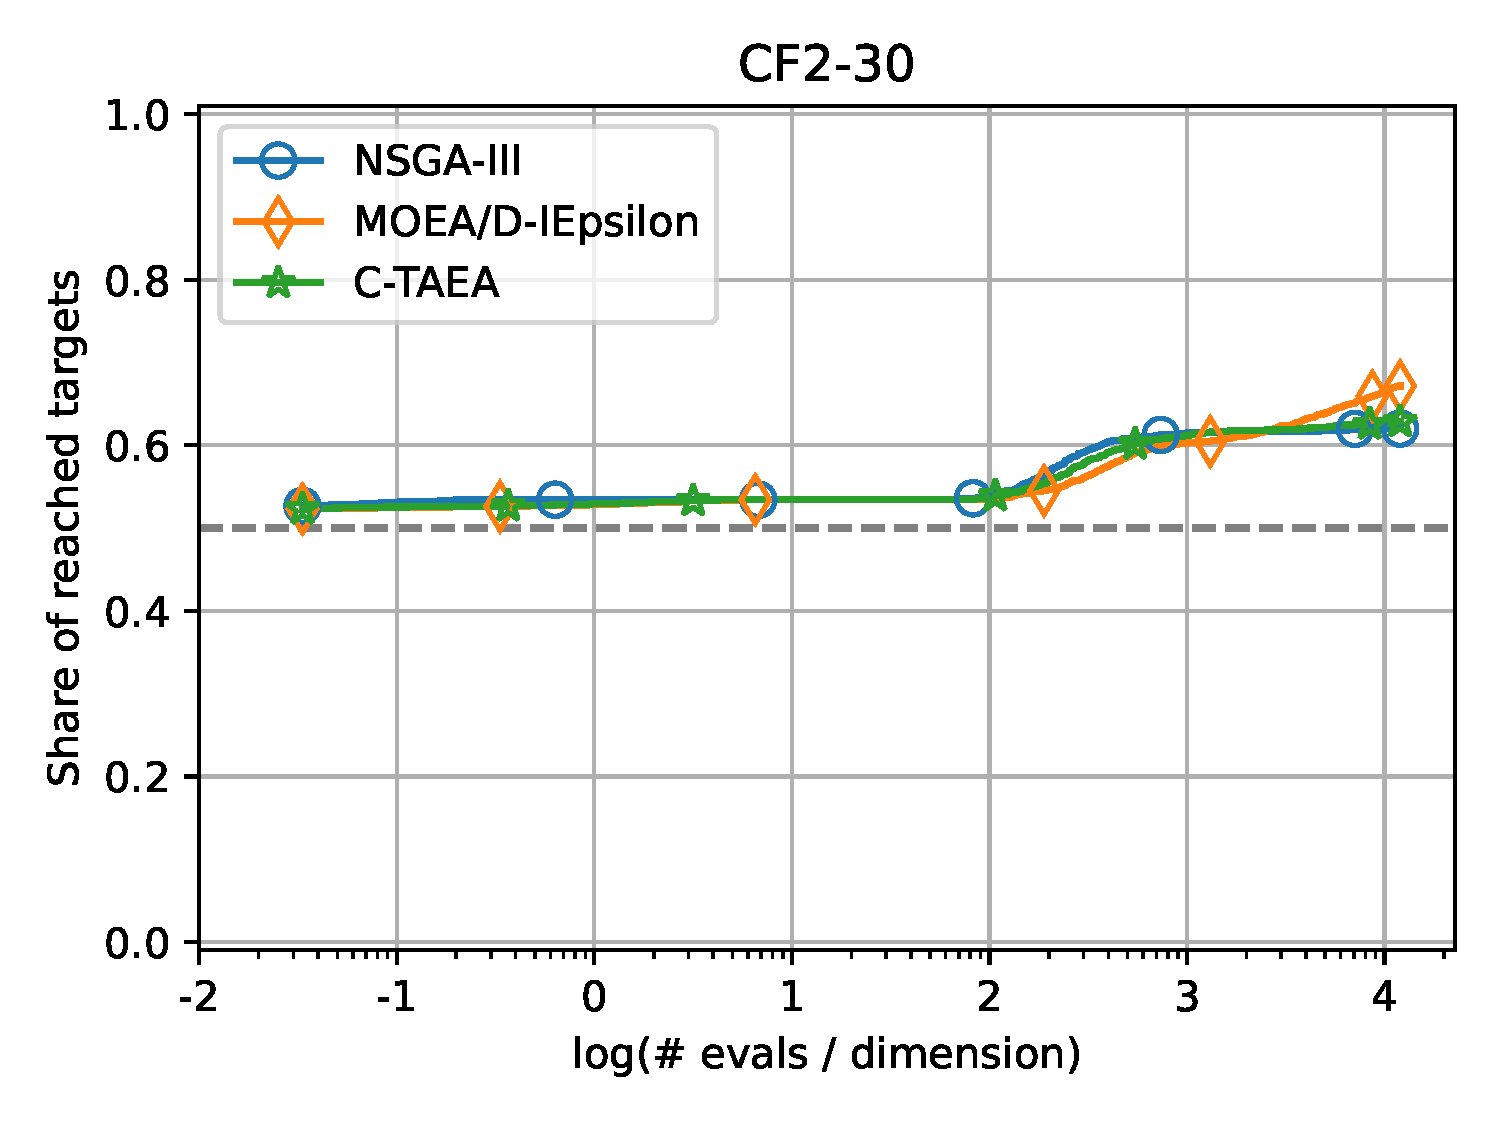 CF2-30
NSGA-III
MOEA/D-IEpsilon
C-TAEA
Share of reached targets
1.0
0.8
0.6
0.4
0.2
0.0
-2 -1 0 1 2 3 4
log(# evals / dimension)